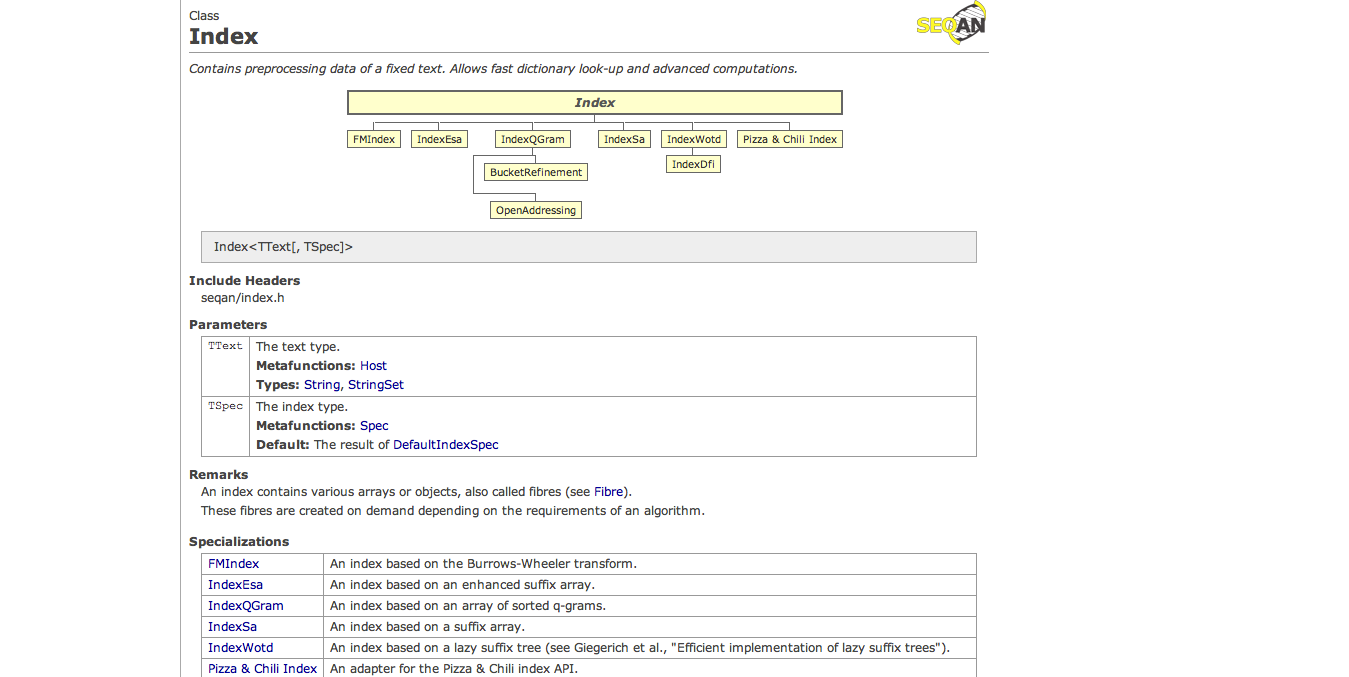 Class
Index
SEQAN
Contains preprocessing data of a fixed text. Allows fast dictionary look-up and advanced computations.
Index
FMIndex IndexEsa IndexQGram IndexSa IndexWotd Pizza & Chili Index
BucketRefinement IndexDfi
OpenAddressing
Index<TText[, TSpec]>
Include Headers
seqan/index.h
Parameters
TText The text type.
Metafunctions: Host
Types: String, StringSet
TSpec The index type.
Metafunctions: Spec
Default: The result of DefaultIndexSpec
Remarks
An index contains various arrays or objects, also called fibres (see Fibre).
These fibres are created on demand depending on the requirements of an algorithm.
Specializations
FMIndex An index based on the Burrows-Wheeler transform.
IndexEsa An index based on an enhanced suffix array.
IndexQGram An index based on an array of sorted q-grams.
IndexSa An index based on a suffix array.
IndexWotd An index based on a lazy suffix tree (see Giegerich et al., "Efficient implementation of lazy suffix trees").
Pizza & Chili Index An adapter for the Pizza & Chili index API.